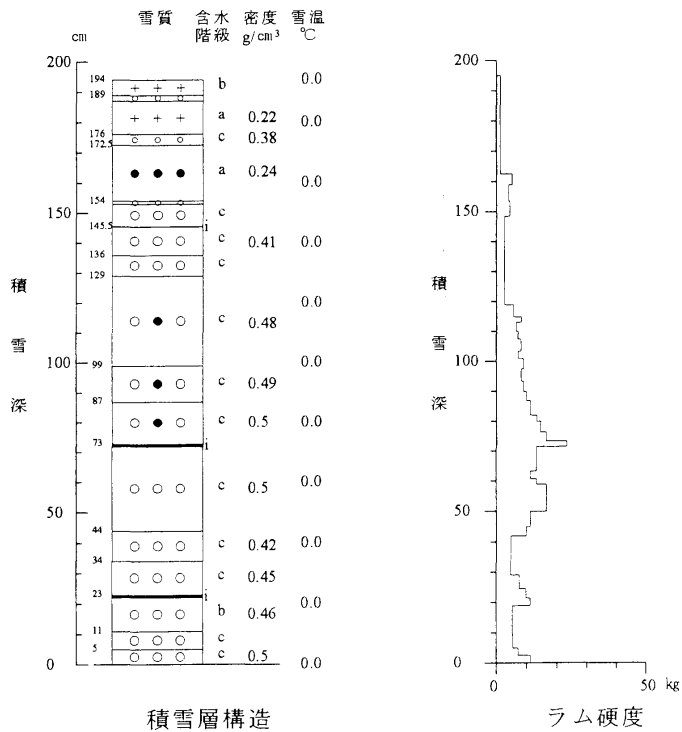 雪質 含水 密度 雪温
cm 階級 g/cm³ ℃
200
194 b 0.0
189
a 0.22 0.0
176 c 0.38
172.5
a 0.24 0.0
154
150 c
145.5 i
c 0.41 0.0
136 c
129
0.0
c 0.48
100 99 0.0
c 0.49
87
c 0.5 0.0
73 i
0.0
50 c 0.5
44
c 0.42 0.0
34
c 0.45
23 i 0.0
b 0.46
11 c
5
0 c 0.5 0.0
積雪深
積雪層構造
200
150
100
50
0
積雪深
0 50 kg
ラム硬度